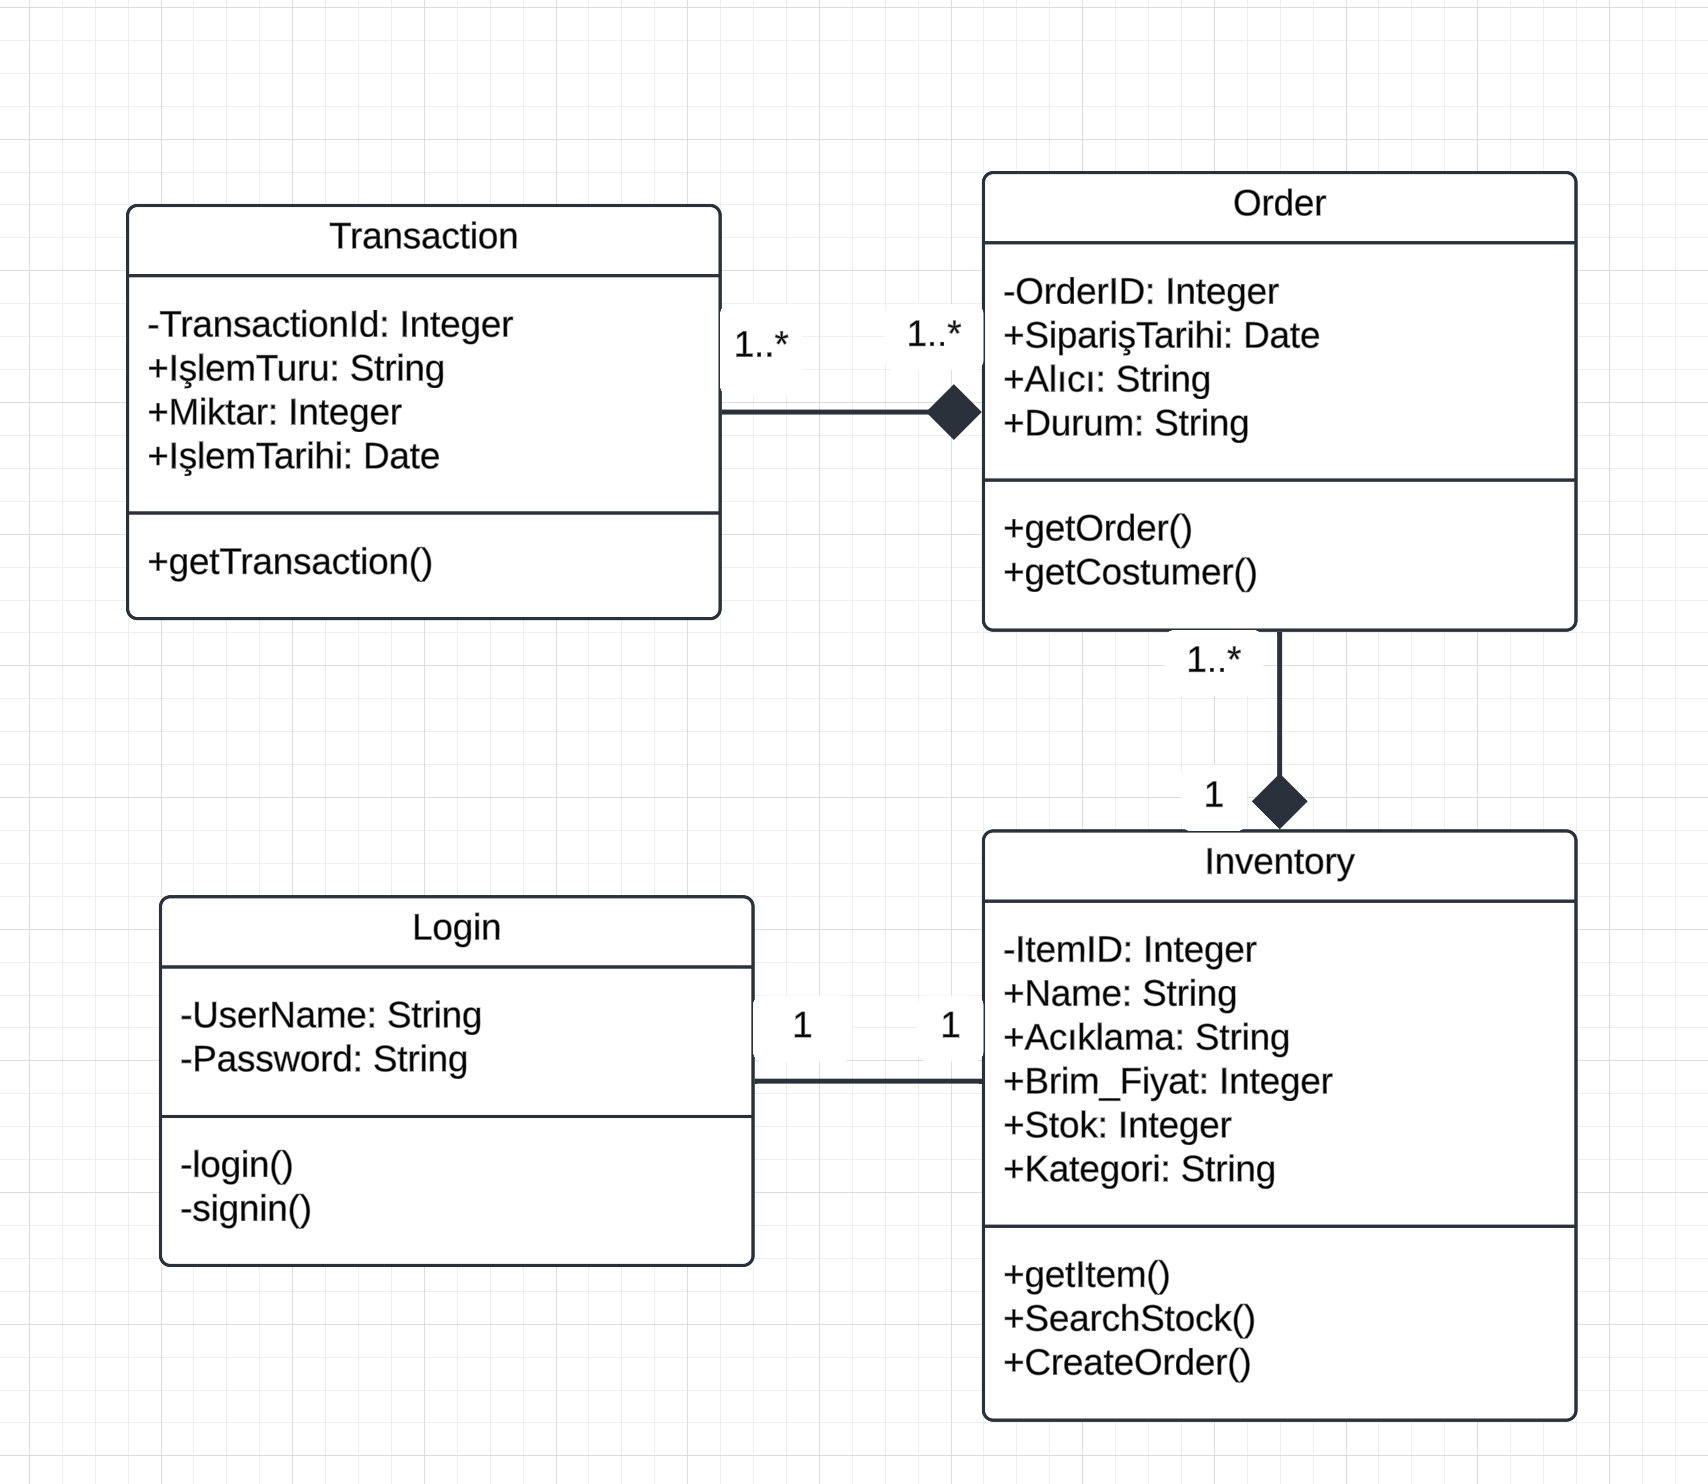 Transaction
-TransactionId: Integer
+IşlemTuru: String
+Miktar: Integer
+IşlemTarihi: Date
+getTransaction()
1..*
1..*
Order
-OrderID: Integer
+SiparişTarihi: Date
+Alıcı: String
+Durum: String
+getOrder()
+getCostumer()
1..*
1
Login
-UserName: String
-Password: String
-login()
-signin()
1
1
Inventory
-ItemID: Integer
+Name: String
+Acıklama: String
+Brim_Fiyat: Integer
+Stok: Integer
+Kategori: String
+getItem()
+SearchStock()
+CreateOrder()